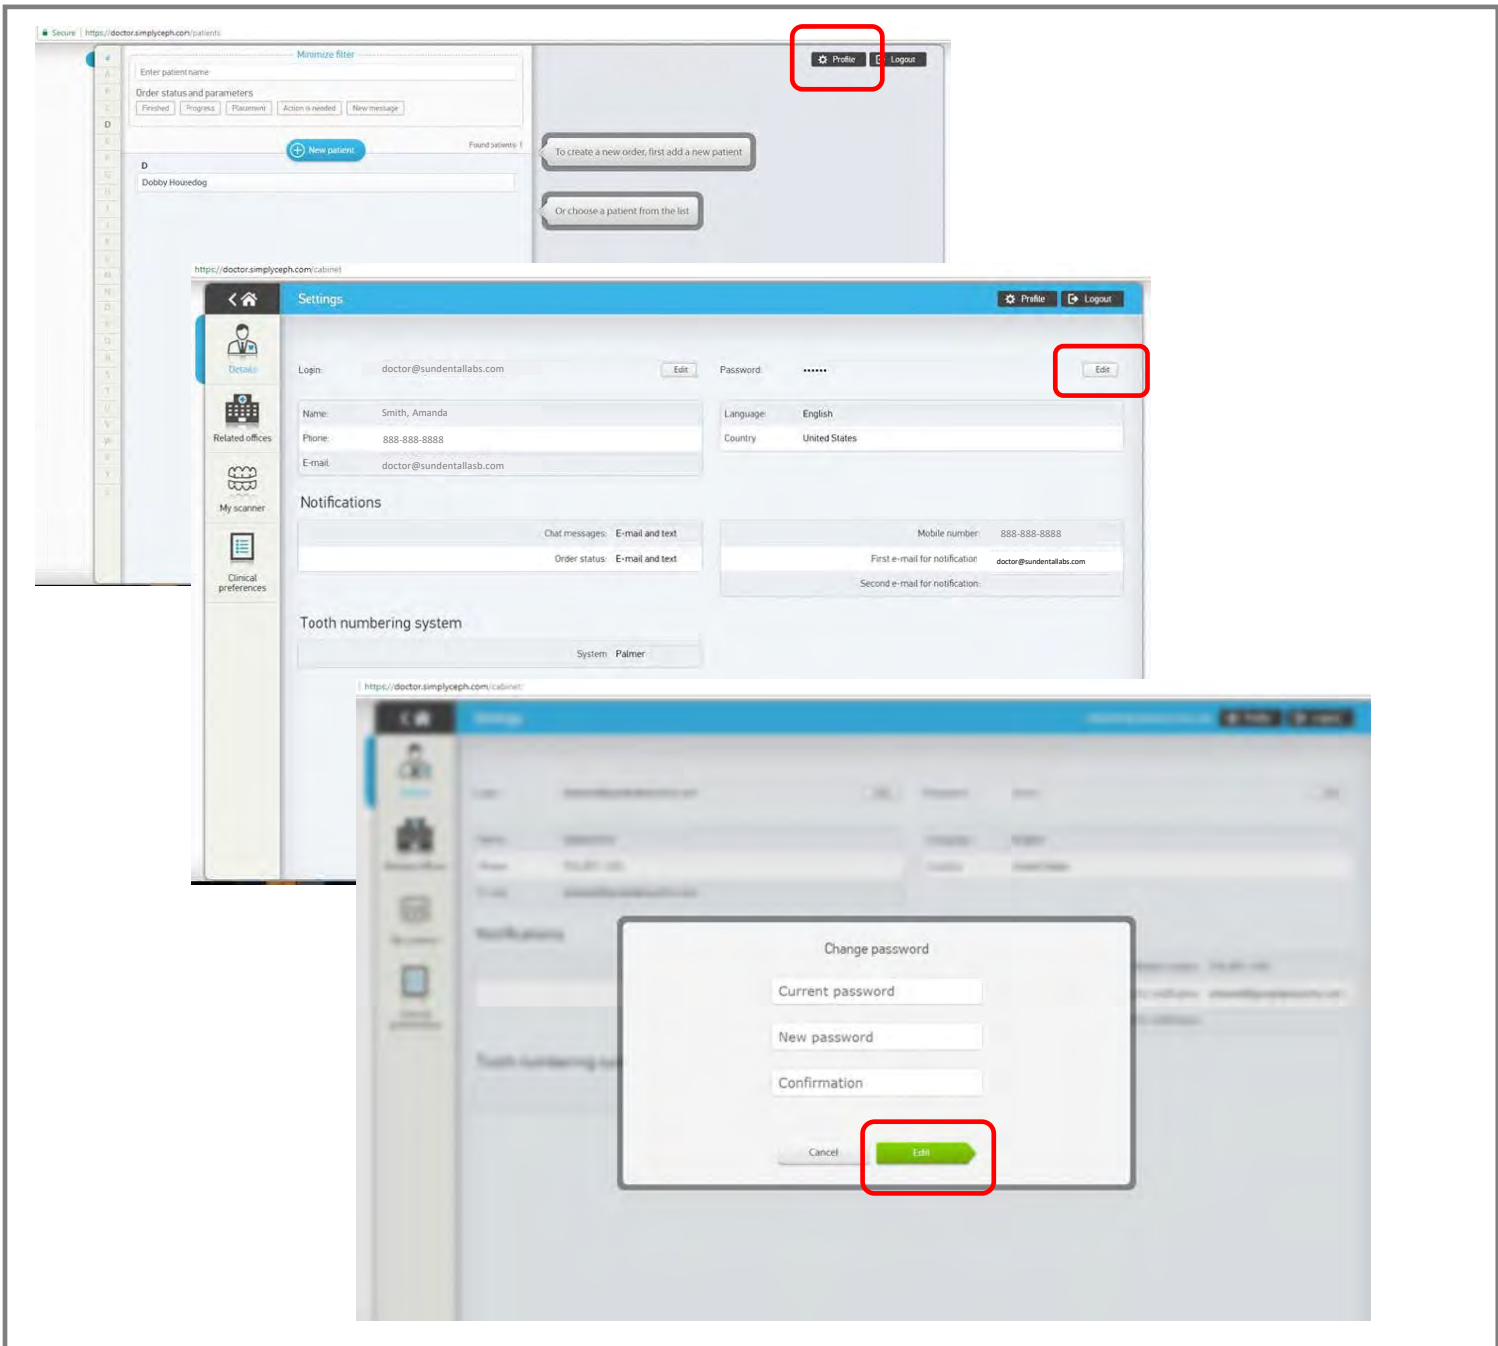 Secure | https://doctor.simplyceph.com/patients
Minimize filter
Profile
Logout
Enter patient name
Order status and parameters
Finished
Progress
Placement
Action is needed
New message
New patient
Found patients: 1
D
D
Dobby Housedog
To create a new order, first add a new patient
Or choose a patient from the list
https://doctor.simplyceph.com/cabinet
Settings
Profile
Logout
Details
Login:
doctor@sundentallabs.com
Edit
Password:
••••••
Edit
Related offices
Name:
Smith, Amanda
Phone:
888-888-8888
E-mail:
doctor@sundentallasb.com
Language:
English
Country
United States
My scanner
Notifications
Chat messages: E-mail and text
Order status: E-mail and text
Mobile number
888-888-8888
First e-mail for notification
doctor@sundentallabs.com
Second e-mail for notification:
Clinical
preferences
Tooth numbering system
System Palmer
https://doctor.simplyceph.com/cabinet
Change password
Current password
New password
Confirmation
Cancel
Edit